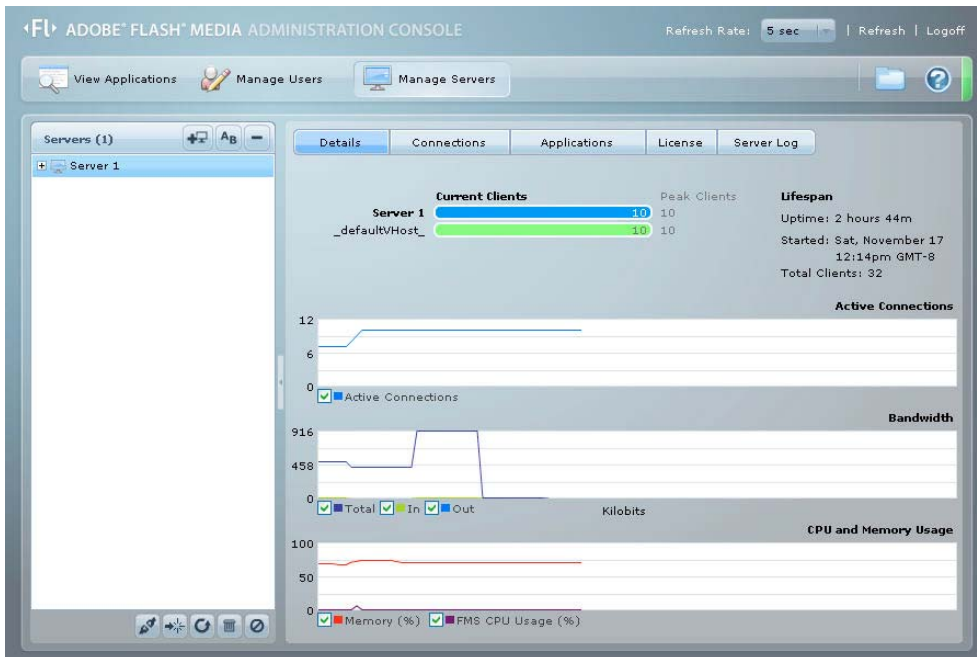 Fl ADOBE® FLASH® MEDIA ADMINISTRATION CONSOLE
Refresh Rate: 5 sec | Refresh | Logoff
View Applications
Manage Users
Manage Servers
?
Servers (1)
AB
Server 1
Details
Connections
Applications
License
Server Log
Current Clients
Peak Clients
Server 1 10 10
_defaultVHost_ 10 10
Lifespan
Uptime: 2 hours 44m
Started: Sat, November 17
12:14pm GMT-8
Total Clients: 32
Active Connections
12
6
0
Active Connections
Bandwidth
916
458
0
Total In Out
Kilobits
CPU and Memory Usage
100
50
0
Memory (%) FMS CPU Usage (%)